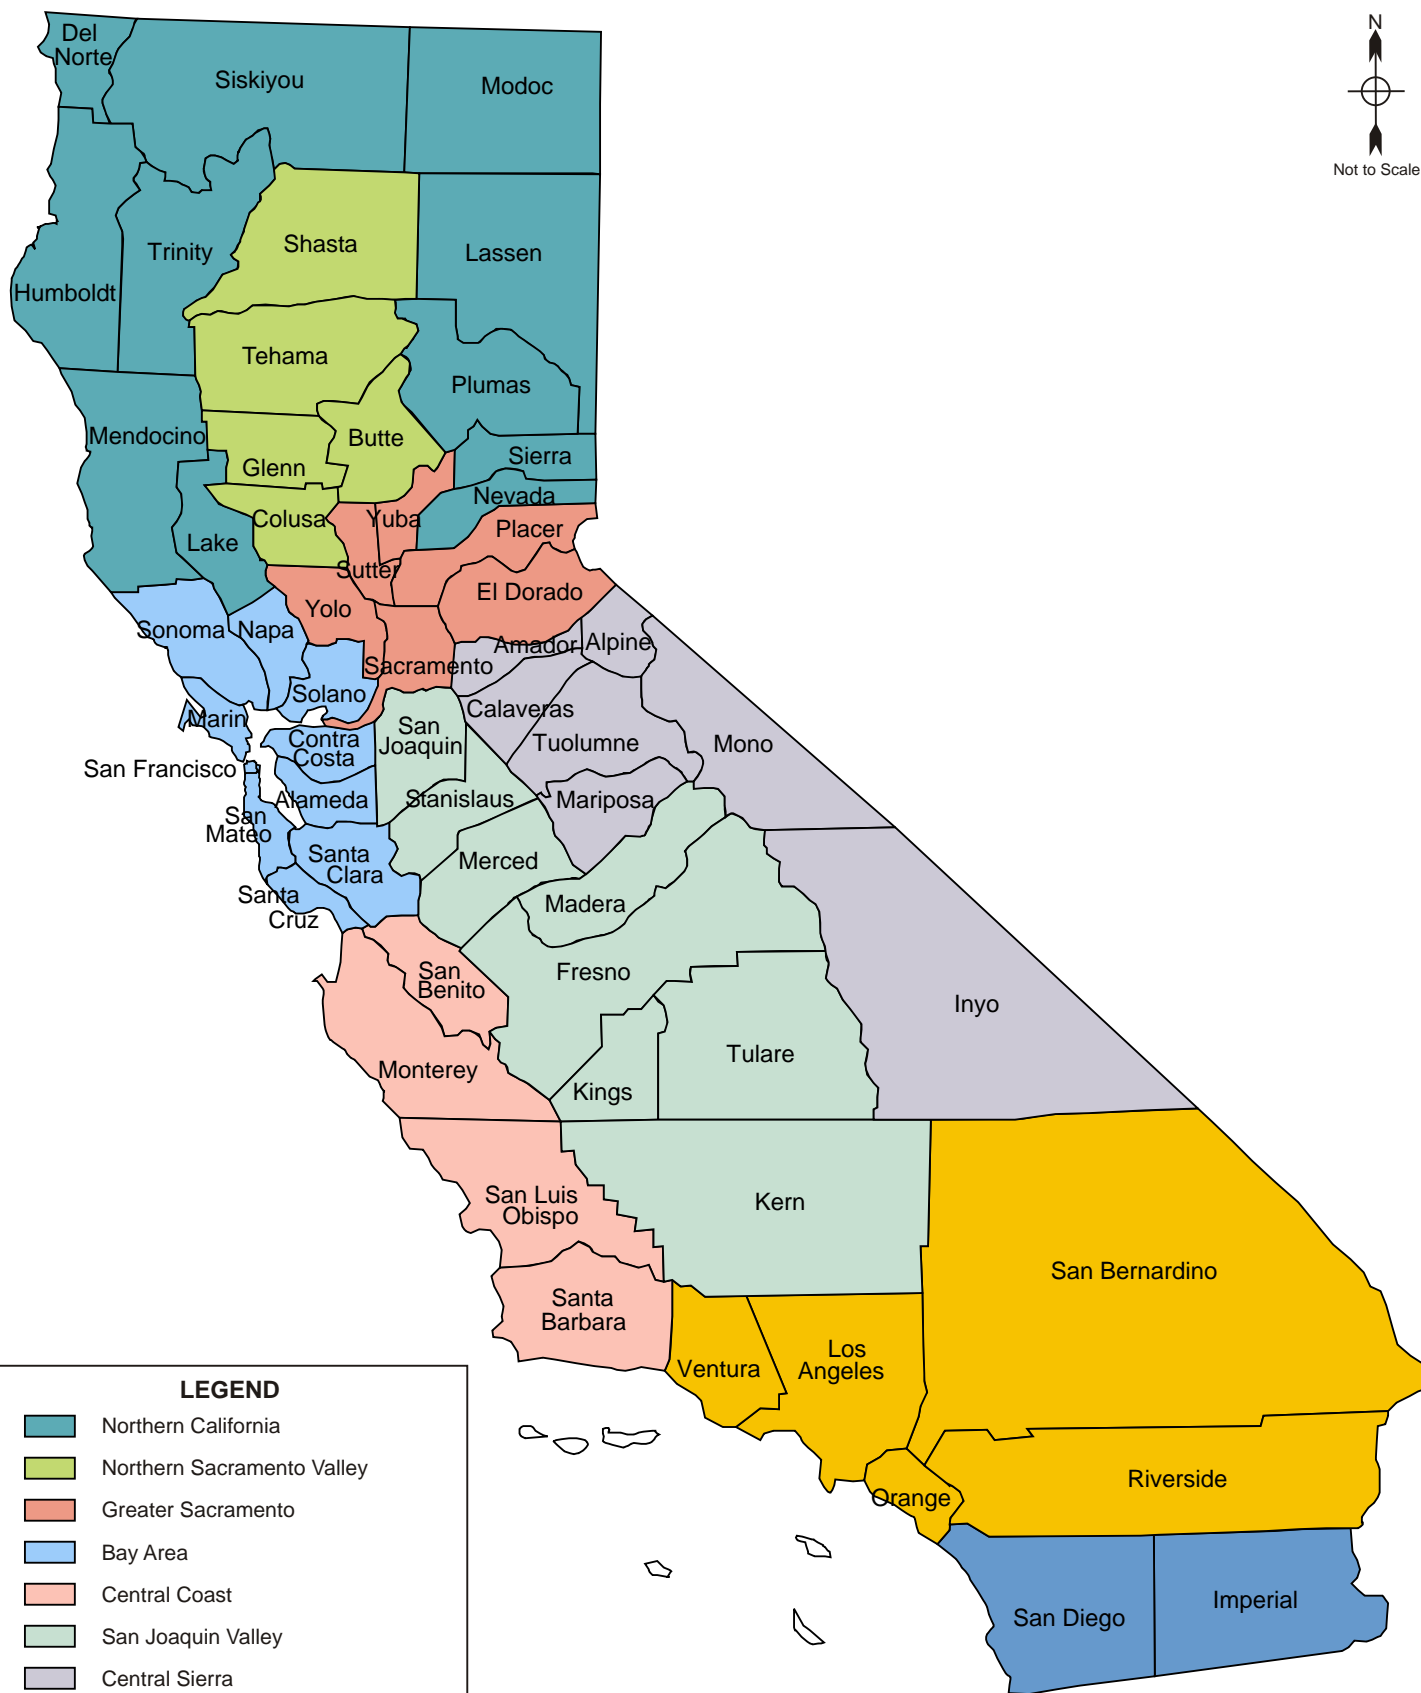 N
Not to Scale
Del
Norte
Siskiyou
Modoc
Shasta
Trinity
Lassen
Humboldt
Tehama
Plumas
Mendocino
Butte
Glenn
Sierra
Nevada
Colusa
Yuba
Placer
Lake
Sutter
El Dorado
Yolo
Sonoma
Napa
Amador
Alpine
Sacramento
Solano
Calaveras
Marin
San
Joaquin
Contra
Costa
Tuolumne
Mono
San Francisco
Alameda
Stanislaus
Mariposa
San
Mateo
Santa
Clara
Merced
Santa
Cruz
Madera
San
Benito
Fresno
Inyo
Tulare
Monterey
Kings
San Luis
Obispo
Kern
San Bernardino
Santa
Barbara
Ventura
Los
Angeles
Riverside
Orange
San Diego
Imperial
LEGEND
Northern California
Northern Sacramento Valley
Greater Sacramento
Bay Area
Central Coast
San Joaquin Valley
Central Sierra